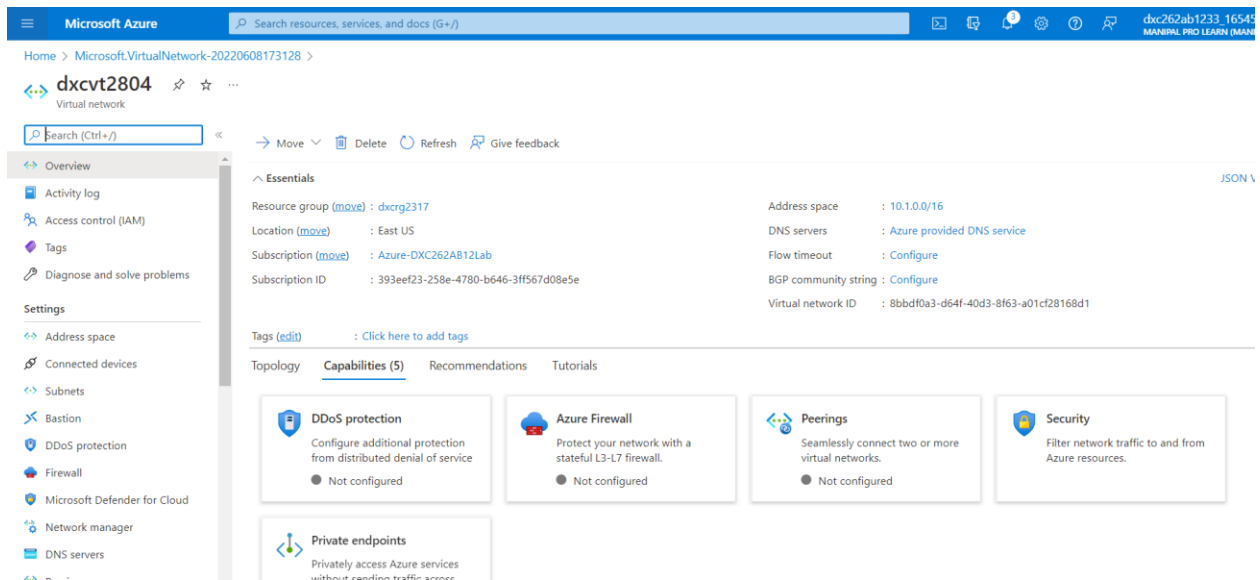 Microsoft Azure
Search resources, services, and docs (G+/)
3
dxc262ab1233_16545
MANIPAL PRO LEARN (MANI
Home > Microsoft.VirtualNetwork-20220608173128 >
dxcvt2804
Virtual network
Search (Ctrl+/)
Overview
Activity log
Access control (IAM)
Tags
Diagnose and solve problems
Settings
Address space
Connected devices
Subnets
Bastion
DDoS protection
Firewall
Microsoft Defender for Cloud
Network manager
DNS servers
Move
Delete
Refresh
Give feedback
Essentials
JSON V
Resource group (move) : dxcrg2317
Location (move) : East US
Subscription (move) : Azure-DXC262AB12Lab
Subscription ID : 393eef23-258e-4780-b646-3ff567d08e5e
Address space : 10.1.0.0/16
DNS servers : Azure provided DNS service
Flow timeout : Configure
BGP community string : Configure
Virtual network ID : 8bbdf0a3-d64f-40d3-8f63-a01cf28168d1
Tags (edit) : Click here to add tags
Topology
Capabilities (5)
Recommendations
Tutorials
DDoS protection
Configure additional protection
from distributed denial of service
Not configured
Azure Firewall
Protect your network with a
stateful L3-L7 firewall.
Not configured
Peerings
Seamlessly connect two or more
virtual networks.
Not configured
Security
Filter network traffic to and from
Azure resources.
Private endpoints
Privately access Azure services
without sending traffic across